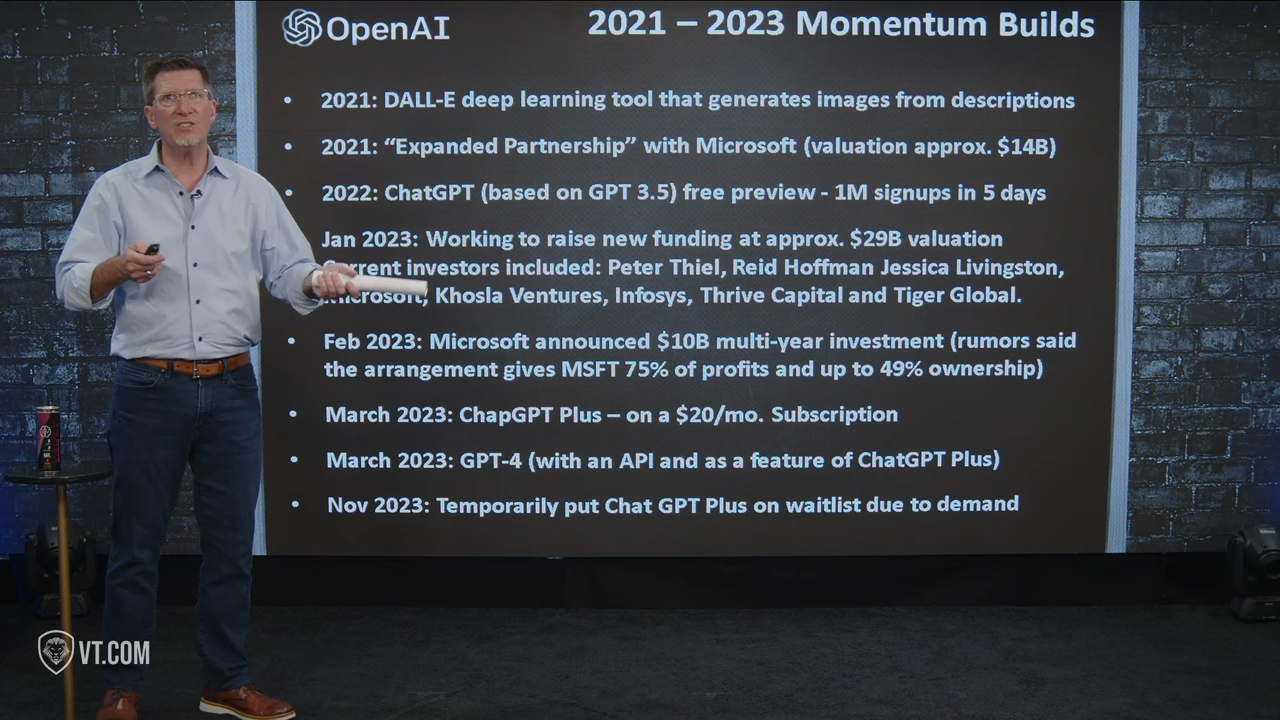 OpenAI
2021 – 2023 Momentum Builds
• 2021: DALL-E deep learning tool that generates images from descriptions
• 2021: “Expanded Partnership” with Microsoft (valuation approx. $14B)
• 2022: ChatGPT (based on GPT 3.5) free preview - 1M signups in 5 days
Jan 2023: Working to raise new funding at approx. $29B valuation
Current investors included: Peter Thiel, Reid Hoffman Jessica Livingston,
Microsoft, Khosla Ventures, Infosys, Thrive Capital and Tiger Global.
• Feb 2023: Microsoft announced $10B multi-year investment (rumors said
the arrangement gives MSFT 75% of profits and up to 49% ownership)
• March 2023: ChapGPT Plus – on a $20/mo. Subscription
• March 2023: GPT-4 (with an API and as a feature of ChatGPT Plus)
• Nov 2023: Temporarily put Chat GPT Plus on waitlist due to demand
VT.COM